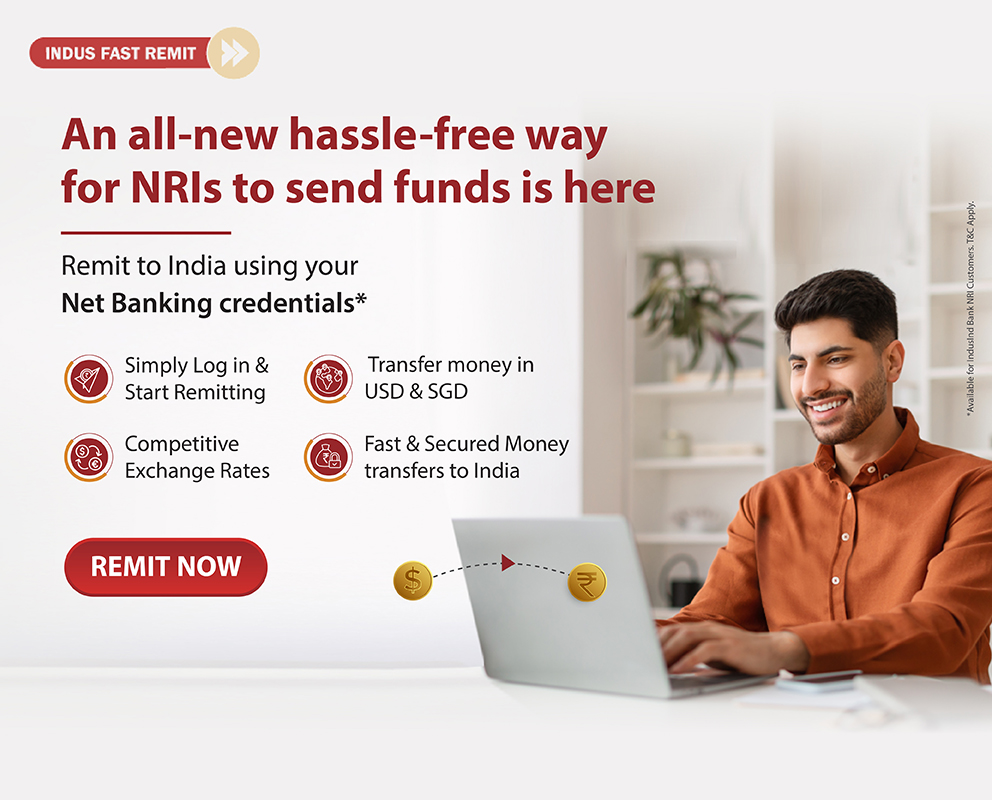 INDUS FAST REMIT
An all-new hassle-free way
for NRIs to send funds is here
Remit to India using your
Net Banking credentials*
Simply Log in &
Start Remitting
Transfer money in
USD & SGD
Competitive
Exchange Rates
Fast & Secured Money
transfers to India
REMIT NOW
*Available for IndusInd Bank NRI Customers. T&C Apply.